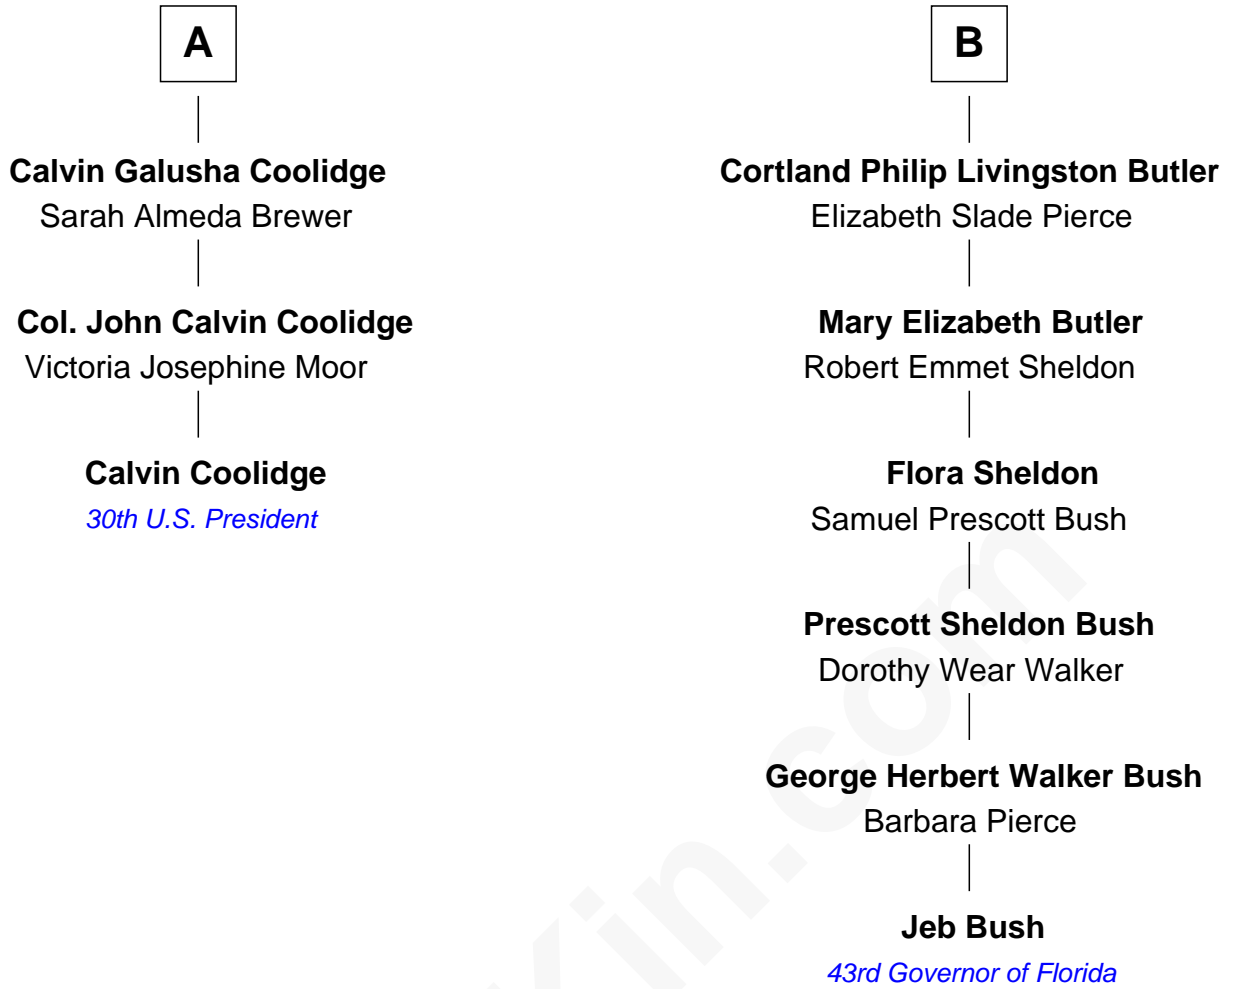 A
Calvin Galusha Coolidge
Sarah Almeda Brewer
Col. John Calvin Coolidge
Victoria Josephine Moor
Calvin Coolidge
30th U.S. President
B
Cortland Philip Livingston Butler
Elizabeth Slade Pierce
Mary Elizabeth Butler
Robert Emmet Sheldon
Flora Sheldon
Samuel Prescott Bush
Prescott Sheldon Bush
Dorothy Wear Walker
George Herbert Walker Bush
Barbara Pierce
Jeb Bush
43rd Governor of Florida
Kin.com